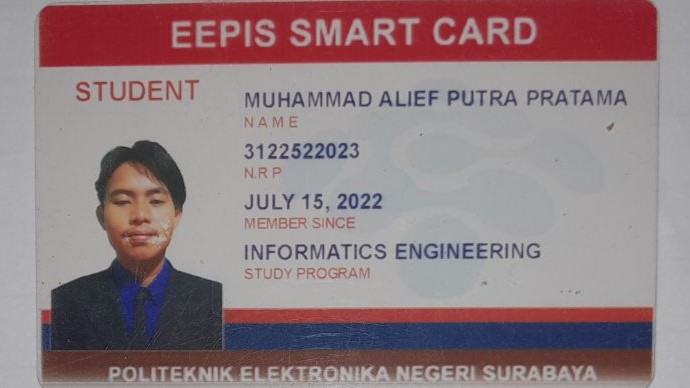 EEPIS SMART CARD
STUDENT
MUHAMMAD ALIEF PUTRA PRATAMA
NAME
3122522023
N.R P
JULY 15, 2022
MEMBER SINCE
INFORMATICS ENGINEERING
STUDY PROGRAM
POLITEKNIK ELEKTRONIKA NEGERI SURABAYA